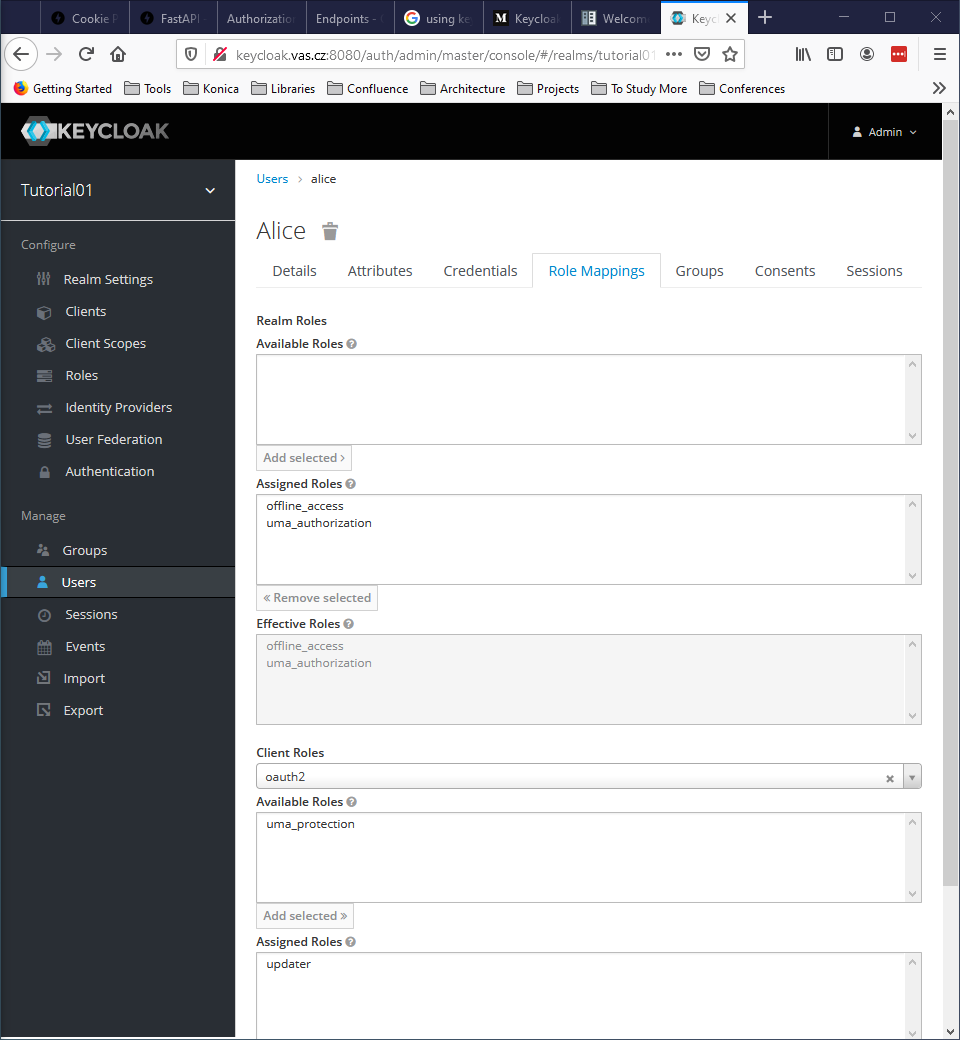 Cookie P FastAPI - Authorizatio Endpoints - using ke Keycloak Welcome Keyc
keycloak.vas.cz:8080/auth/admin/master/console/#/realms/tutorial01
Getting Started Tools Konica Libraries Confluence Architecture Projects To Study More Conferences
KEYCLOAK
Admin
Tutorial01
Configure
Realm Settings
Clients
Client Scopes
Roles
Identity Providers
User Federation
Authentication
Manage
Groups
Users
Sessions
Events
Import
Export
Users > alice
Alice
Details Attributes Credentials Role Mappings Groups Consents Sessions
Realm Roles
Available Roles ?
Add selected ›
Assigned Roles ?
offline_access
uma_authorization
« Remove selected
Effective Roles ?
offline_access
uma_authorization
Client Roles
oauth2
Available Roles ?
uma_protection
Add selected »
Assigned Roles ?
updater